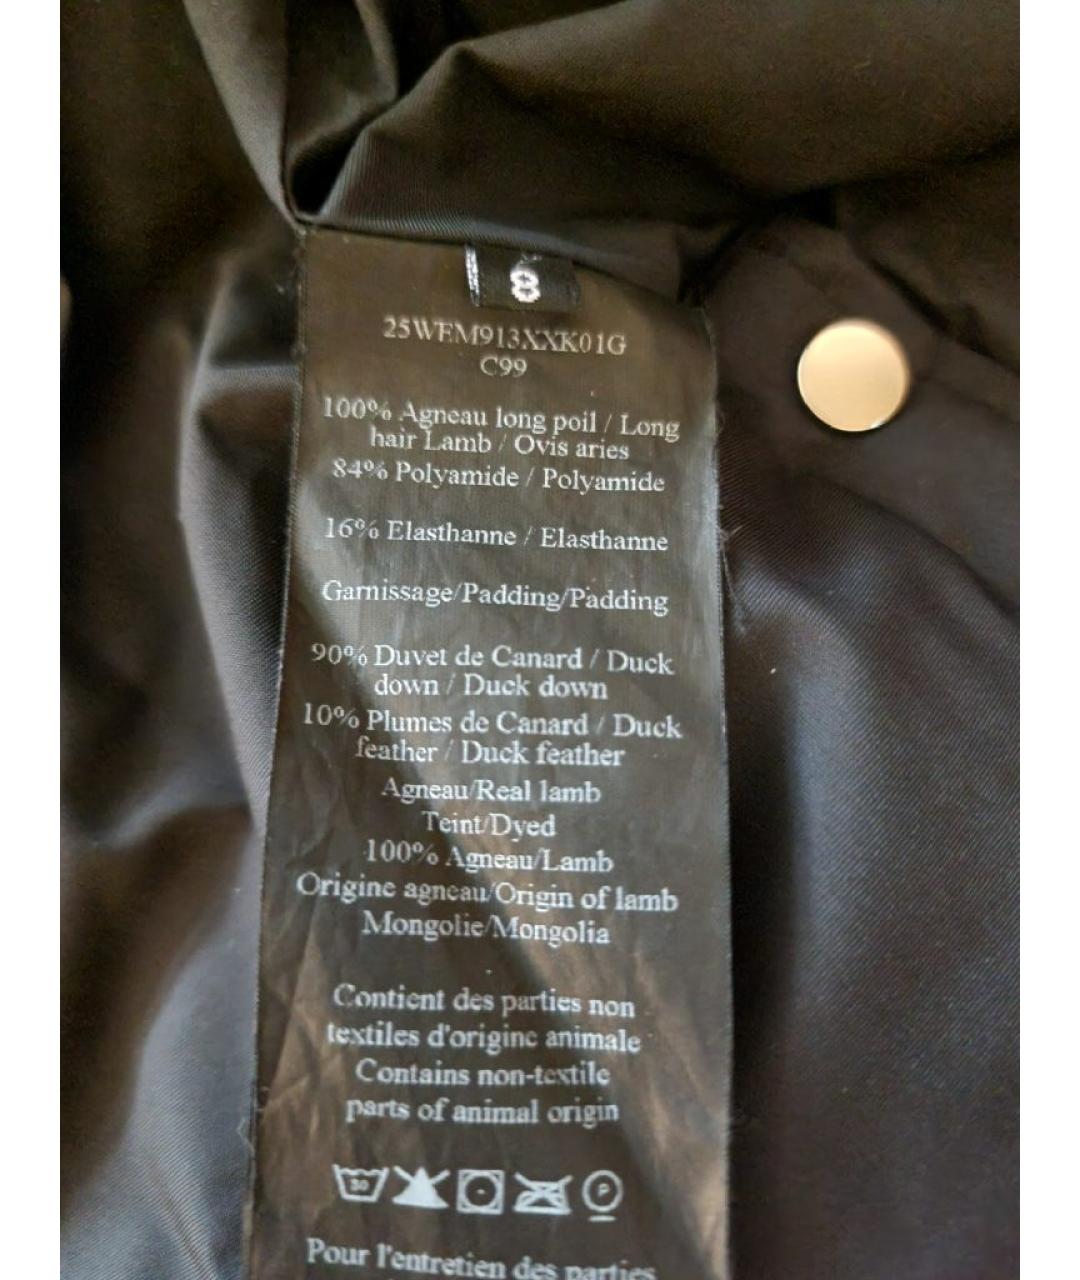 8
25WEM913XXK01G
C99
100% Agneau long poil / Long
hair Lamb / Ovis aries
84% Polyamide / Polyamide
16% Elasthanne / Elasthanne
Garnissage/Padding/Padding
90% Duvet de Canard / Duck
down / Duck down
10% Plumes de Canard / Duck
feather / Duck feather
Agneau/Real lamb
Teint/Dyed
100% Agneau/Lamb
Origine agneau/Origin of lamb
Mongolie/Mongolia
Contient des parties non
textiles d'origine animale
Contains non-textile
parts of animal origin
30 P
Pour l'entretien des parties